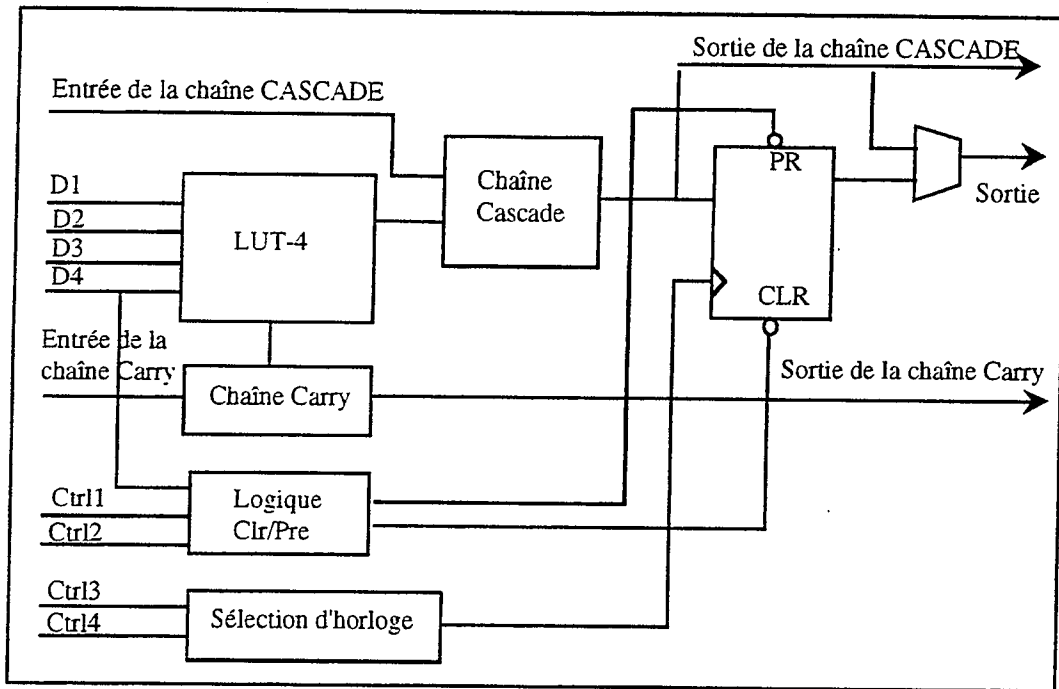 Sortie de la chaîne CASCADE
Entrée de la chaîne CASCADE
PR
Chaîne
Cascade
Sortie
D1
D2
D3
D4
LUT-4
CLR
Entrée de la
chaîne Carry
Chaîne Carry
Sortie de la chaîne Carry
Ctrl1
Ctrl2
Logique
Clr/Pre
Ctrl3
Ctrl4
Sélection d'horloge